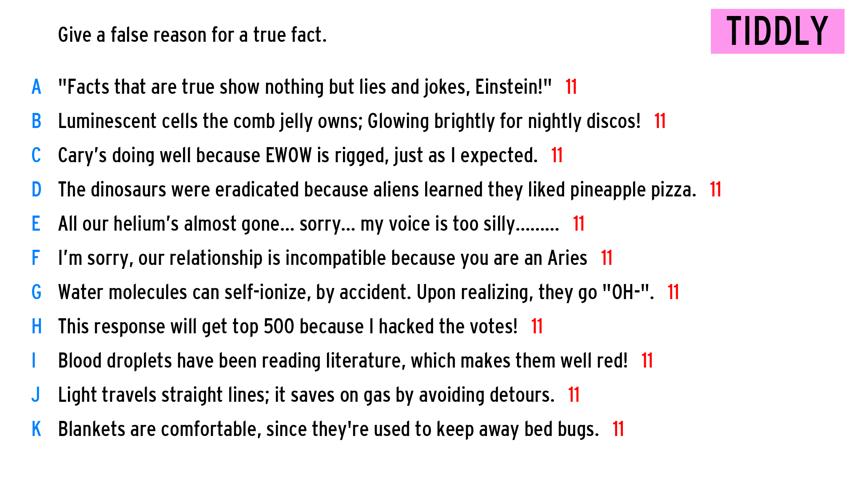 Give a false reason for a true fact.
TIDDLY
A "Facts that are true show nothing but lies and jokes, Einstein!" 11
B Luminescent cells the comb jelly owns; Glowing brightly for nightly discos! 11
C Cary's doing well because EWOW is rigged, just as I expected. 11
D The dinosaurs were eradicated because aliens learned they liked pineapple pizza. 11
E All our helium's almost gone... sorry... my voice is too silly......... 11
F I'm sorry, our relationship is incompatible because you are an Aries 11
G Water molecules can self-ionize, by accident. Upon realizing, they go "OH-". 11
H This response will get top 500 because I hacked the votes! 11
I Blood droplets have been reading literature, which makes them well red! 11
J Light travels straight lines; it saves on gas by avoiding detours. 11
K Blankets are comfortable, since they're used to keep away bed bugs. 11